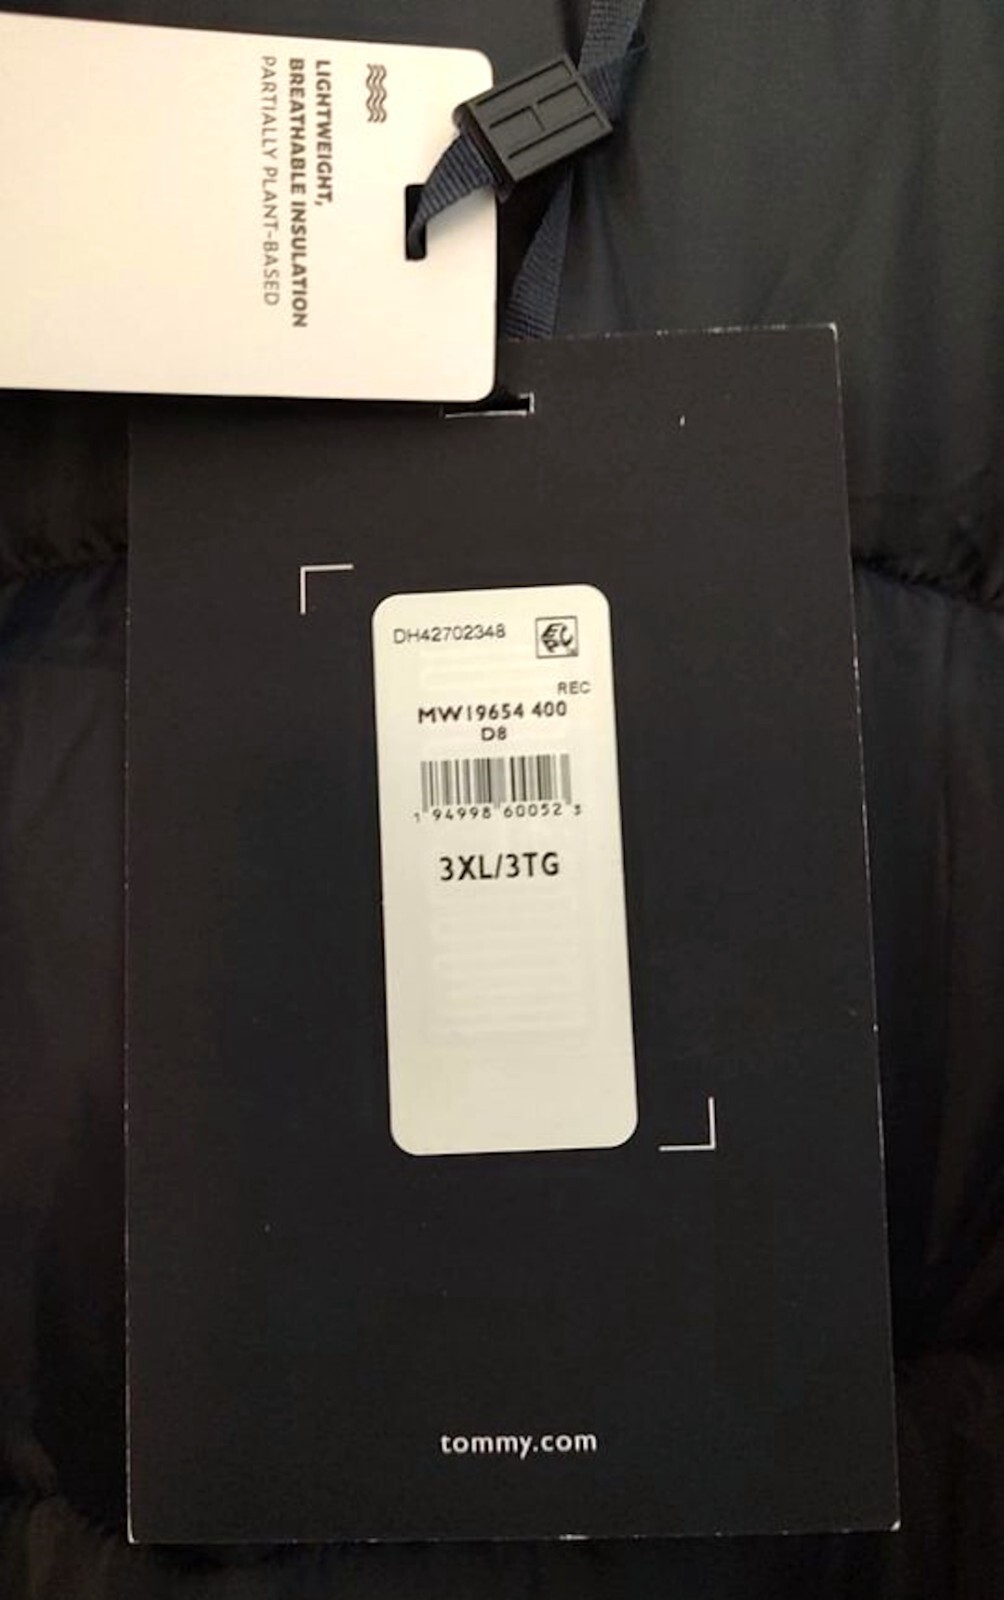 LIGHTWEIGHT,
BREATHABLE INSULATION
PARTIALLY PLANT-BASED
DH42702348
REC
MW19654 400
D8
1 94998 60052 3
3XL/3TG
tommy.com